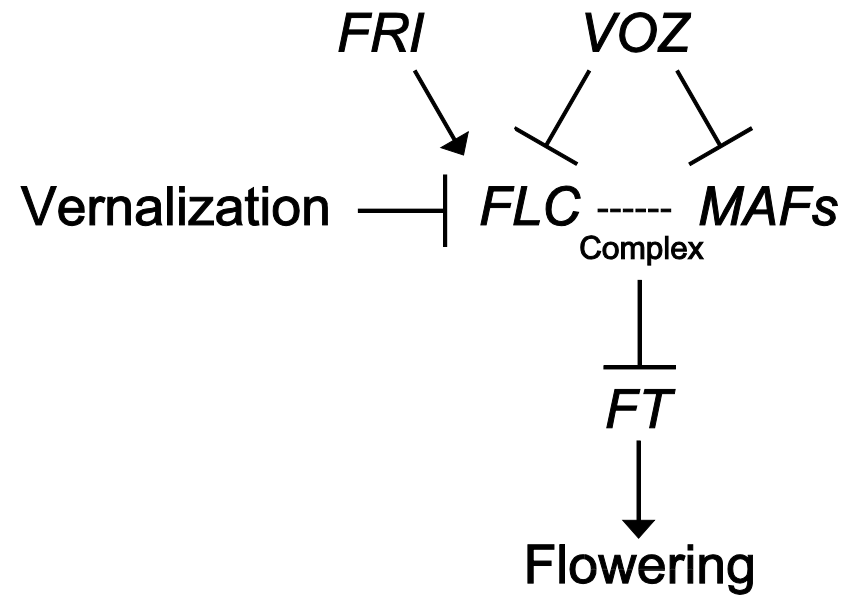 FRI VOZ
Vernalization FLC ------ MAFs
Complex
FT
Flowering